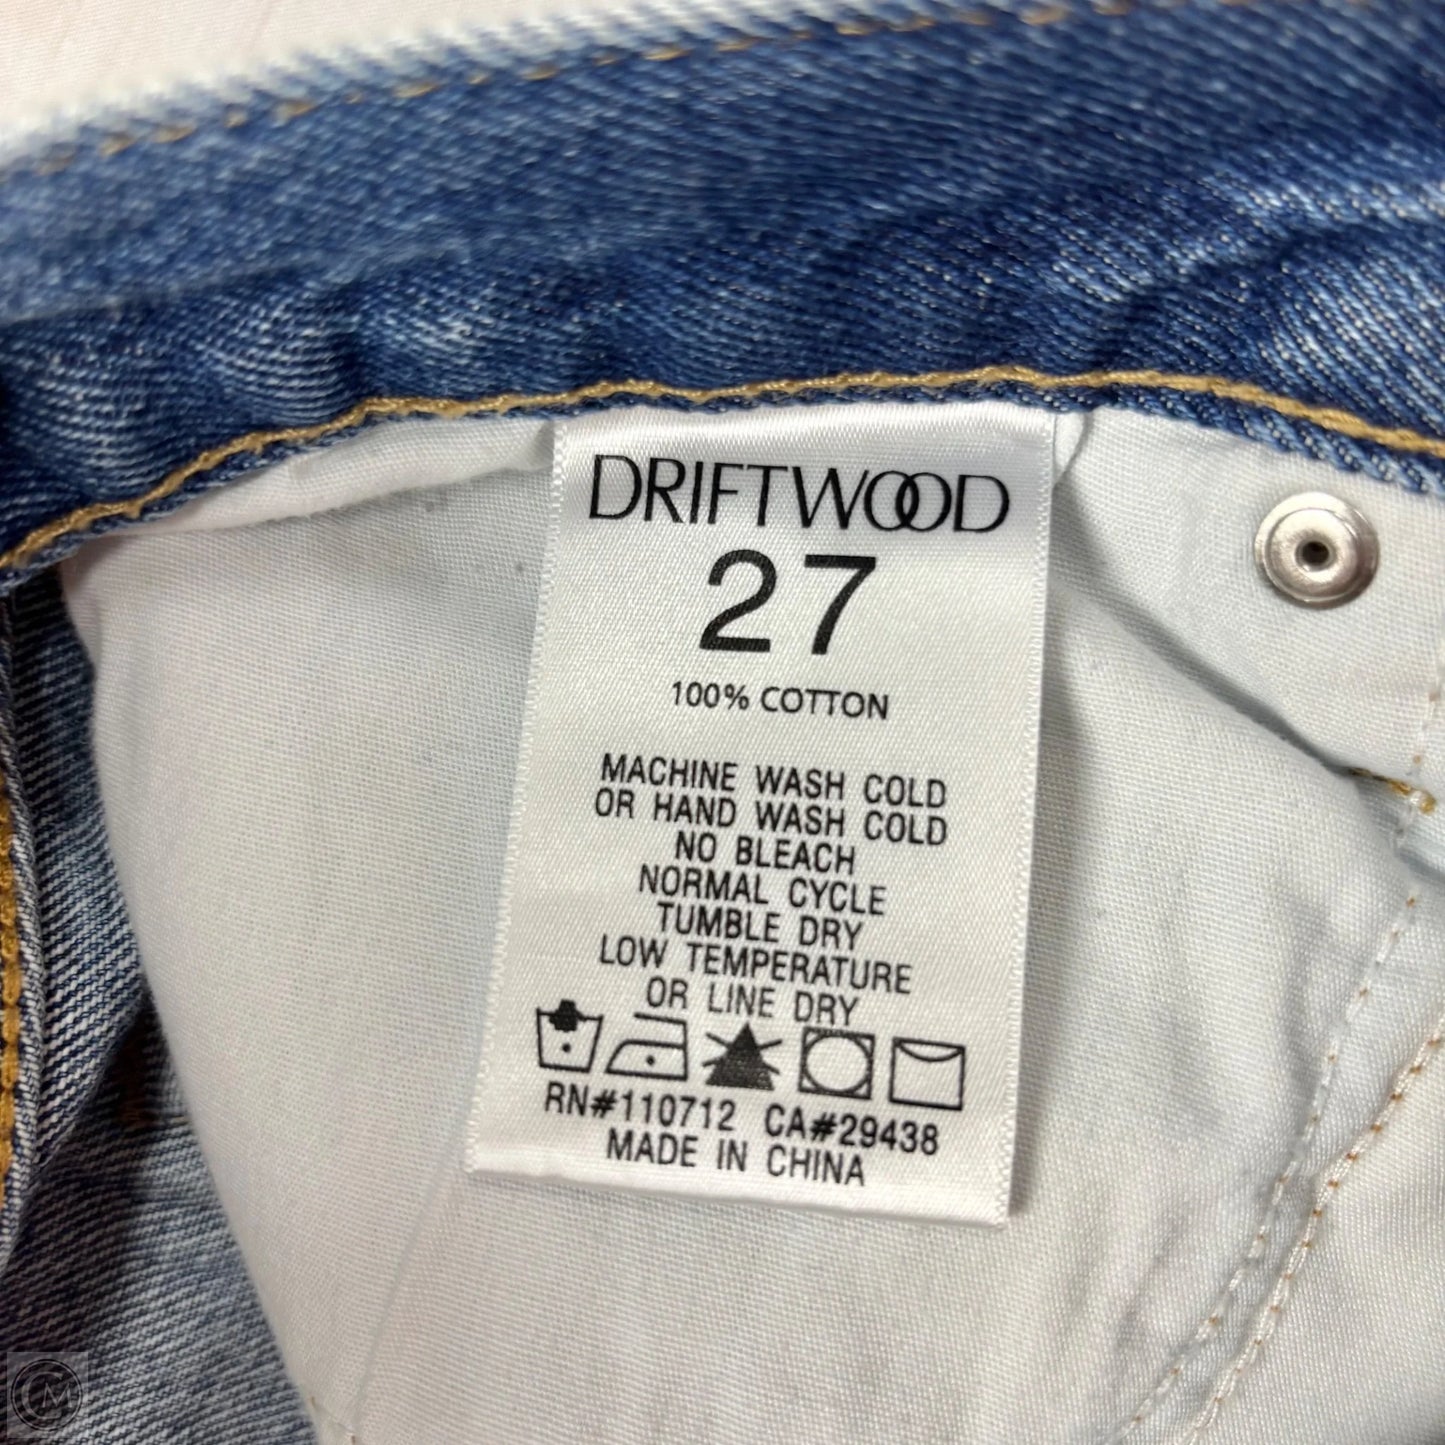 DRIFTWOOD
27
100% COTTON
MACHINE WASH COLD
OR HAND WASH COLD
NO BLEACH
NORMAL CYCLE
TUMBLE DRY
LOW TEMPERATURE
OR LINE DRY
RN#110712 CA#29438
MADE IN CHINA
CM